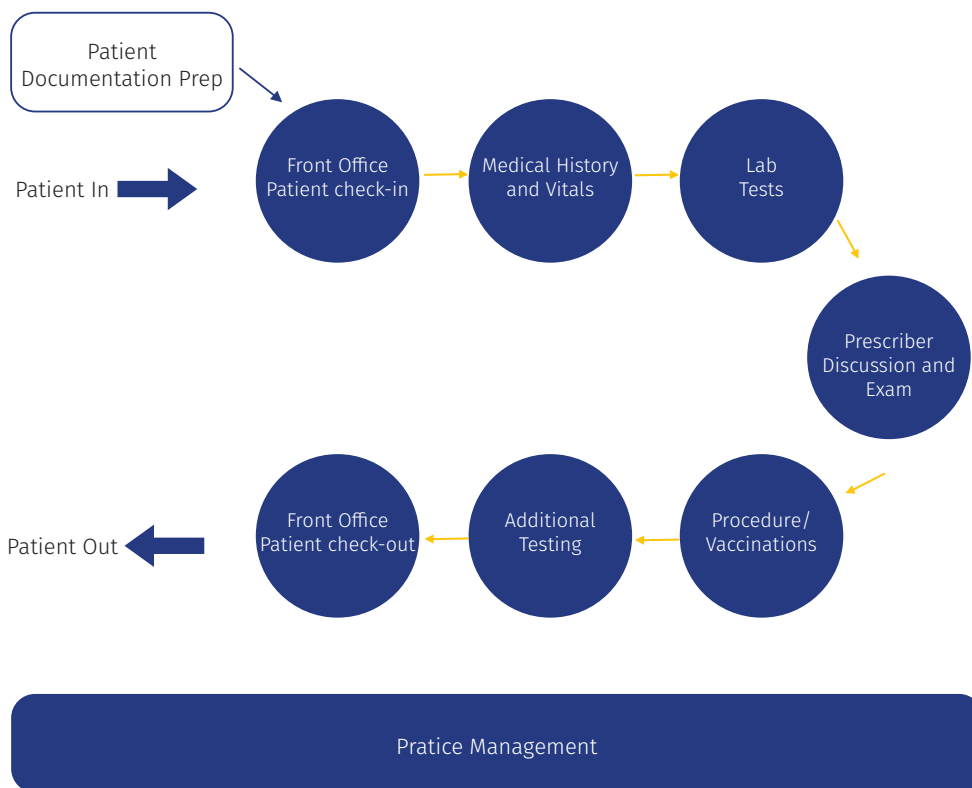 Patient
Documentation Prep
Patient In
Front Office
Patient check-in
Medical History
and Vitals
Lab
Tests
Prescriber
Discussion and
Exam
Procedure/
Vaccinations
Additional
Testing
Front Office
Patient check-out
Patient Out
Pratice Management